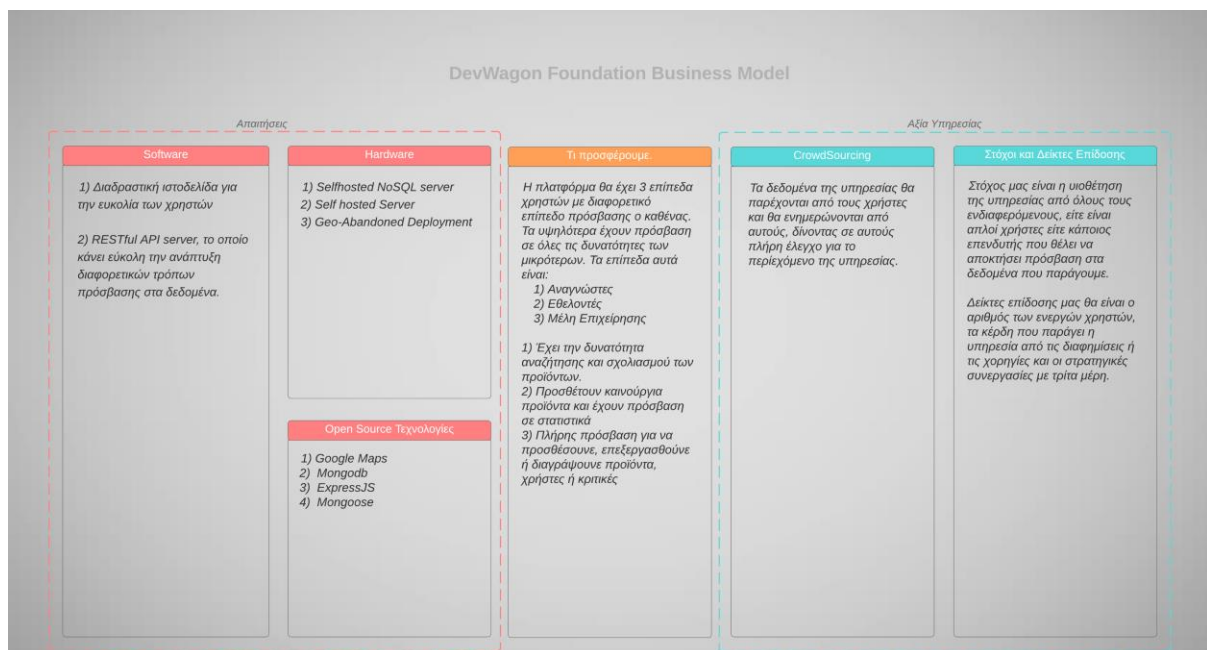 DevWagon Foundation Business Model
Απαιτήσεις
Software
1) Διαδραστική ιστοδελίδα για
την ευκολία των χρηστών
2) RESTful API server, το οποίο
κάνει εύκολη την ανάπτυξη
διαφορετικών τρόπων
πρόσβασης στα δεδομένα.
Hardware
1) Selfhosted NoSQL server
2) Self hosted Server
3) Geo-Abandoned Deployment
Open Source Τεχνολογίες
1) Google Maps
2) Mongodb
3) ExpressJS
4) Mongoose
Τι προσφέρουμε.
Η πλατφόρμα θα έχει 3 επίπεδα
χρηστών με διαφορετικό
επίπεδο πρόσβασης ο καθένας.
Τα υψηλότερα έχουν πρόσβαση
σε όλες τις δυνατότητες των
μικρότερων. Τα επίπεδα αυτά
είναι:
1) Αναγνώστες
2) Εθελοντές
3) Μέλη Επιχείρησης
1) Έχει την δυνατότητα
αναζήτησης και σχολιασμού των
προϊόντων.
2) Προσθέτουν καινούργια
προϊόντα και έχουν πρόσβαση
σε στατιστικά
3) Πλήρης πρόσβαση για να
προσθέσουνε, επεξεργασθούνε
ή διαγράψουνε προϊόντα,
χρήστες ή κριτικές
Αξία Υπηρεσίας
CrowdSourcing
Τα δεδομένα της υπηρεσίας θα
παρέχονται από τους χρήστες
και θα ενημερώνονται από
αυτούς, δίνοντας σε αυτούς
πλήρη έλεγχο για το
περίεχόμενο της υπηρεσίας.
Στόχοι και Δείκτες Επίδοσης
Στόχος μας είναι η υιοθέτηση
της υπηρεσίας από όλους τους
ενδιαφερόμενους, είτε είναι
απλοί χρήστες είτε κάποιος
επενδυτής που θέλει να
αποκτήσει πρόσβαση στα
δεδομένα που παράγουμε.
Δείκτες επίδοσης μας θα είναι ο
αριθμός των ενεργών χρηστών,
τα κέρδη που παράγει η
υπηρεσία από τις διαφημίσεις ή
τις χορηγίες και οι στρατηγικές
συνεργασίες με τρίτα μέρη.